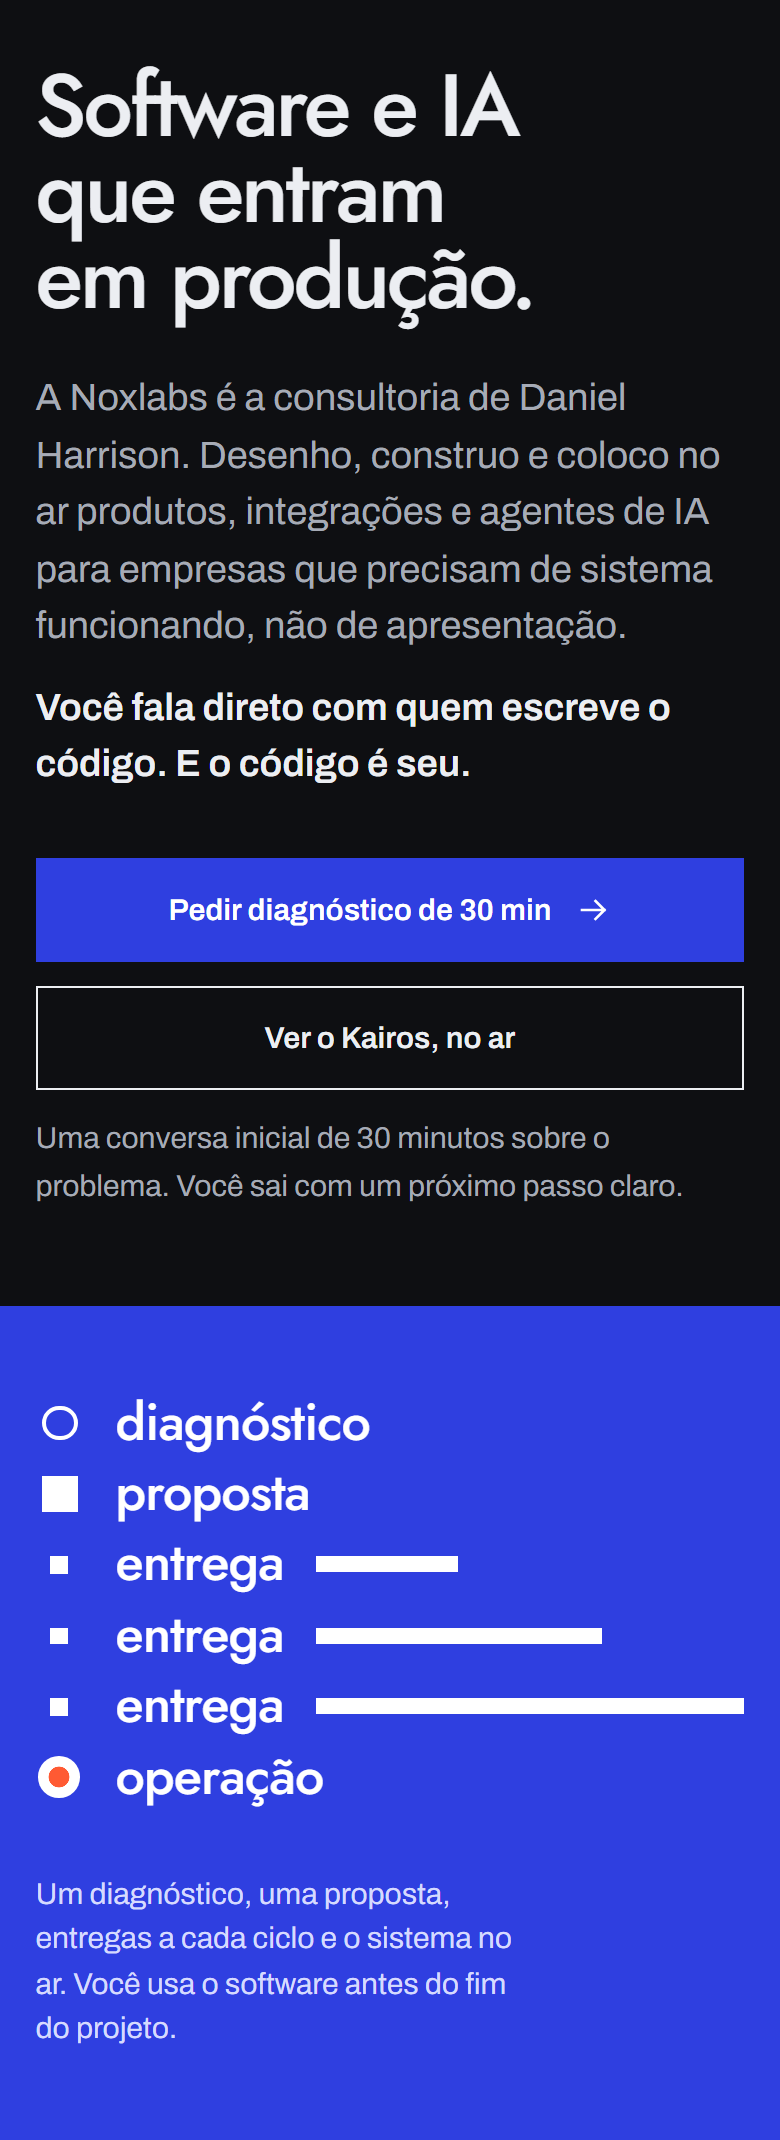 Software e IA
que entram
em produção.
A Noxlabs é a consultoria de Daniel
Harrison. Desenho, construo e coloco no
ar produtos, integrações e agentes de IA
para empresas que precisam de sistema
funcionando, não de apresentação.
Você fala direto com quem escreve o
código. E o código é seu.
Pedir diagnóstico de 30 min →
Ver o Kairos, no ar
Uma conversa inicial de 30 minutos sobre o
problema. Você sai com um próximo passo claro.
diagnóstico
proposta
entrega
entrega
entrega
operação
Um diagnóstico, uma proposta,
entregas a cada ciclo e o sistema no
ar. Você usa o software antes do fim
do projeto.